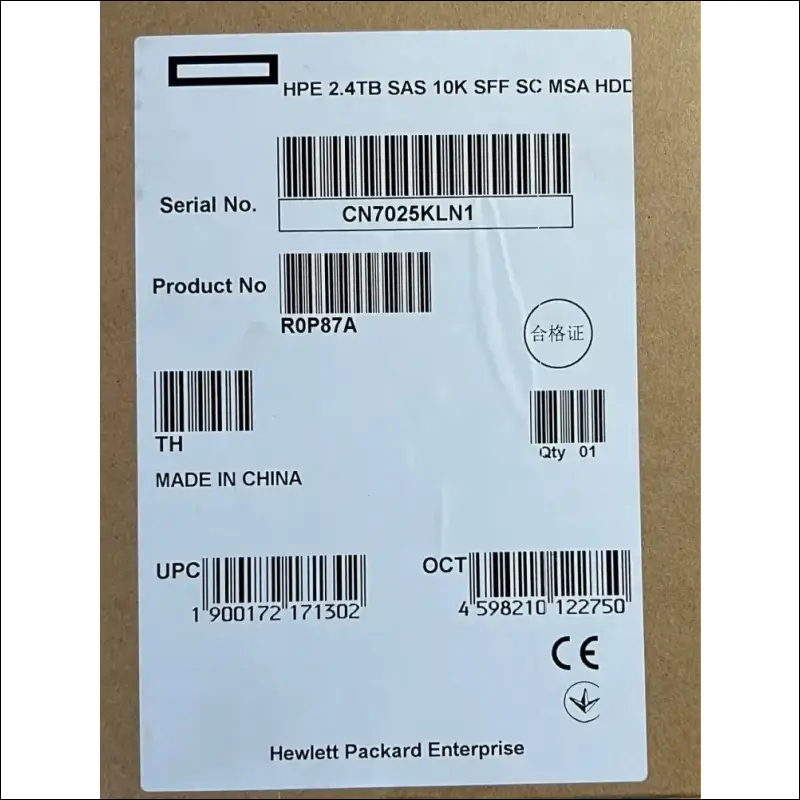 HPE 2.4TB SAS 10K SFF SC MSA HDD
Serial No.
CN7025KLN1
Product No
R0P87A
合格证
TH
Qty 01
MADE IN CHINA
UPC
1 900172 171302
OCT
4 598210 122750
CE
Hewlett Packard Enterprise